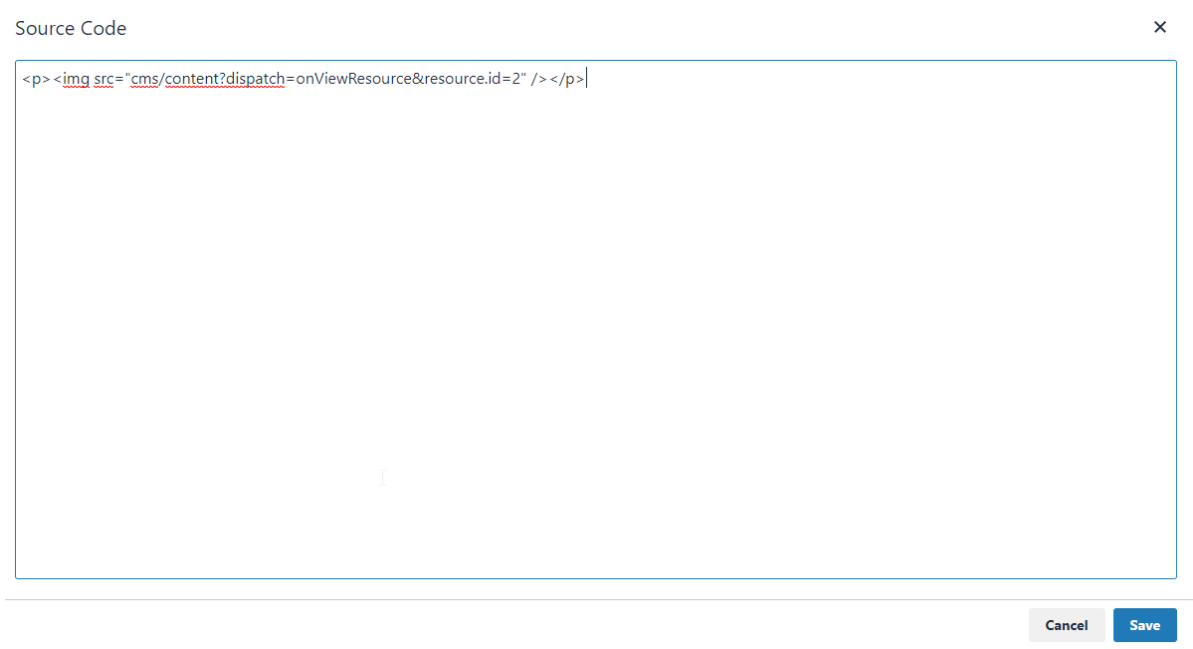 Source Code
<p><img src="cms/content?dispatch=onViewResource&resource.id=2" /></p>
Cancel
Save